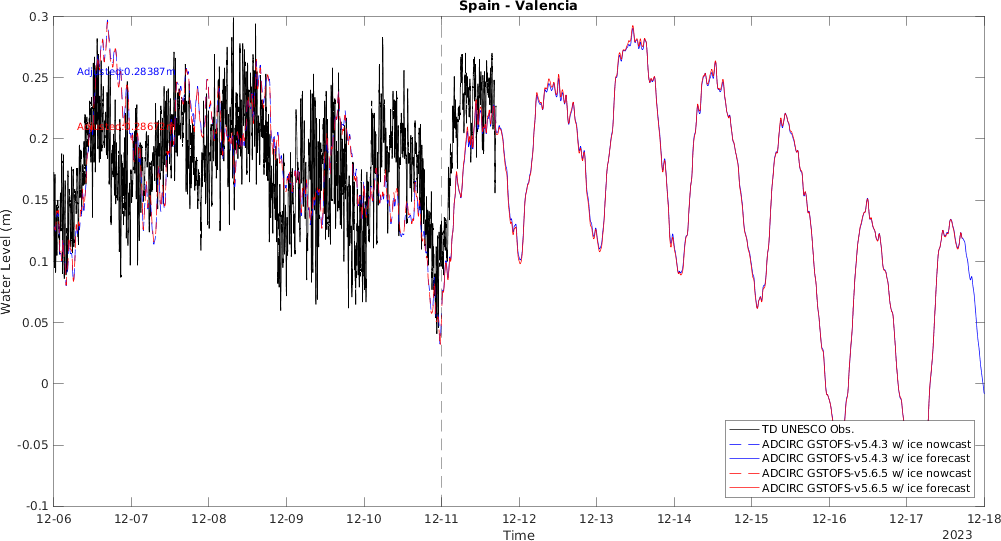 Spain - Valencia
0.3
0.25
0.2
0.15
0.1
0.05
0
-0.05
-0.1
Water Level (m)
Adjusted:0.28387m
12-06
12-07
12-08
12-09
12-10
12-11
12-12
12-13
12-14
12-15
12-16
12-17
12-18
Time
2023
TD UNESCO Obs.
ADCIRC GSTOFS-v5.4.3 w/ ice nowcast
ADCIRC GSTOFS-v5.4.3 w/ ice forecast
ADCIRC GSTOFS-v5.6.5 w/ ice nowcast
ADCIRC GSTOFS-v5.6.5 w/ ice forecast